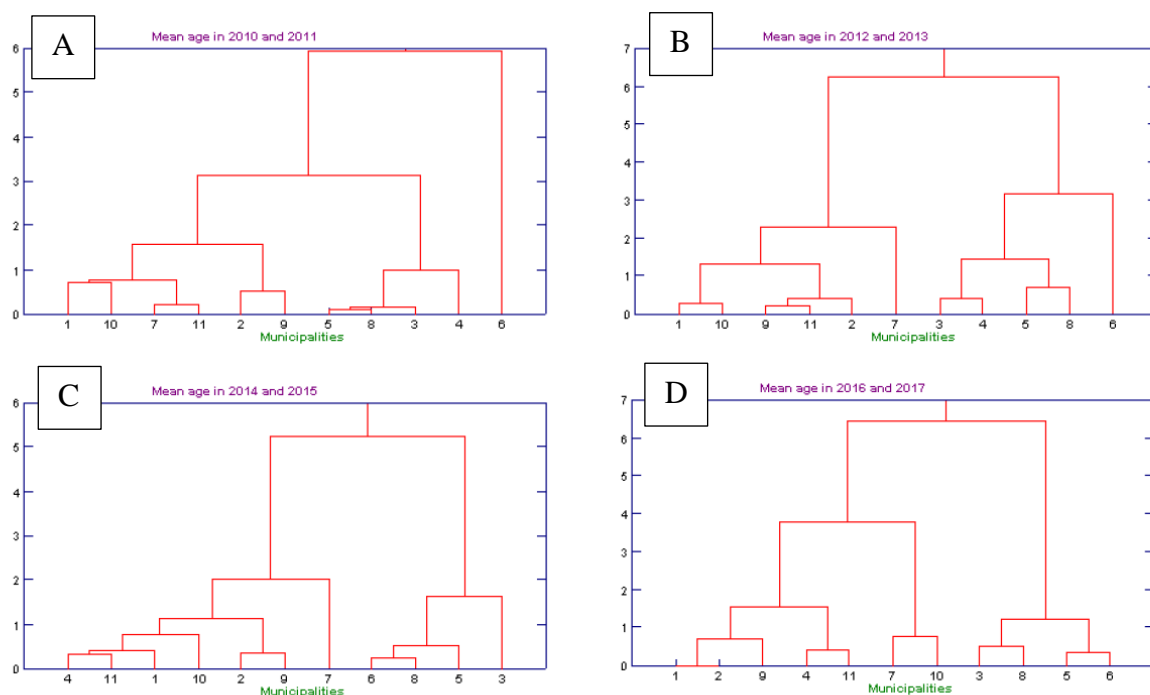 A
Mean age in 2010 and 2011
6
5
4
3
2
1
0
1 10 7 11 2 9 5 8 3 4 6
Municipalities
B
Mean age in 2012 and 2013
7
6
5
4
3
2
1
0
1 10 9 11 2 7 3 4 5 8 6
Municipalities
C
Mean age in 2014 and 2015
6
5
4
3
2
1
0
4 11 1 10 2 9 7 6 8 5 3
Municipalities
D
Mean age in 2016 and 2017
7
6
5
4
3
2
1
0
1 2 9 4 11 7 10 3 8 5 6
Municipalities